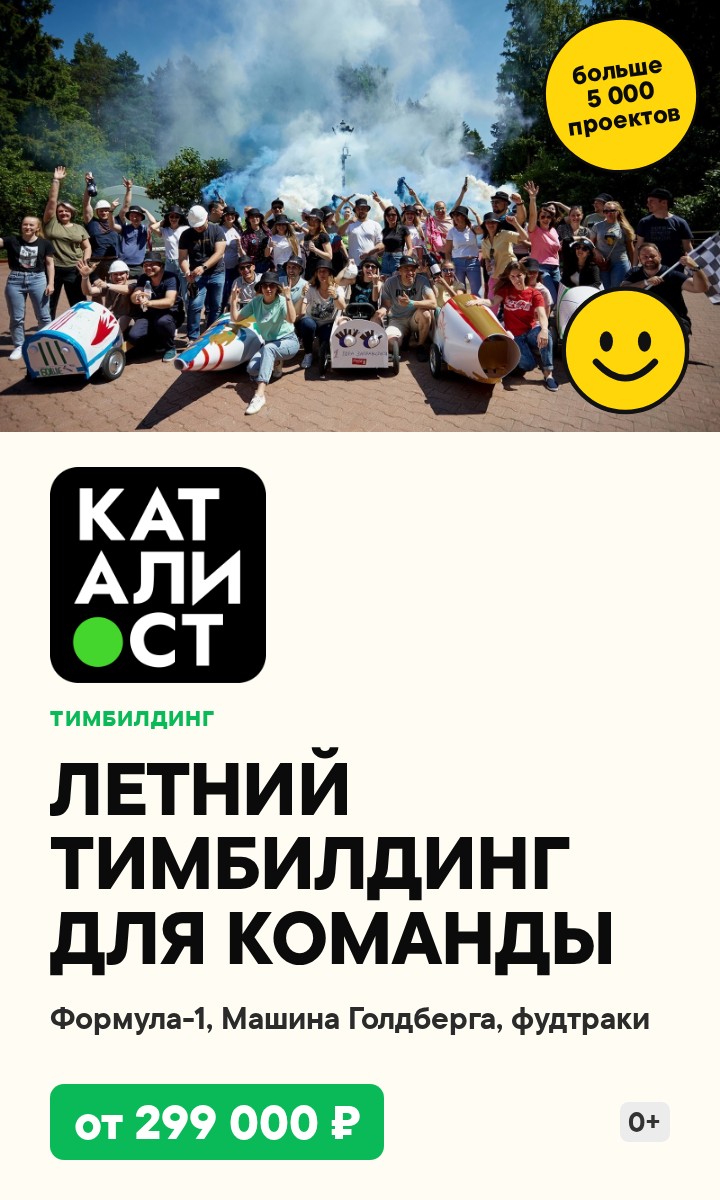 больше
5 000
проектов
КАТ
АЛИ
СТ
ТИМБИЛДИНГ
ЛЕТНИЙ
ТИМБИЛДИНГ
ДЛЯ КОМАНДЫ
Формула-1, Машина Голдберга, фудтраки
от 299 000 ₽
0+